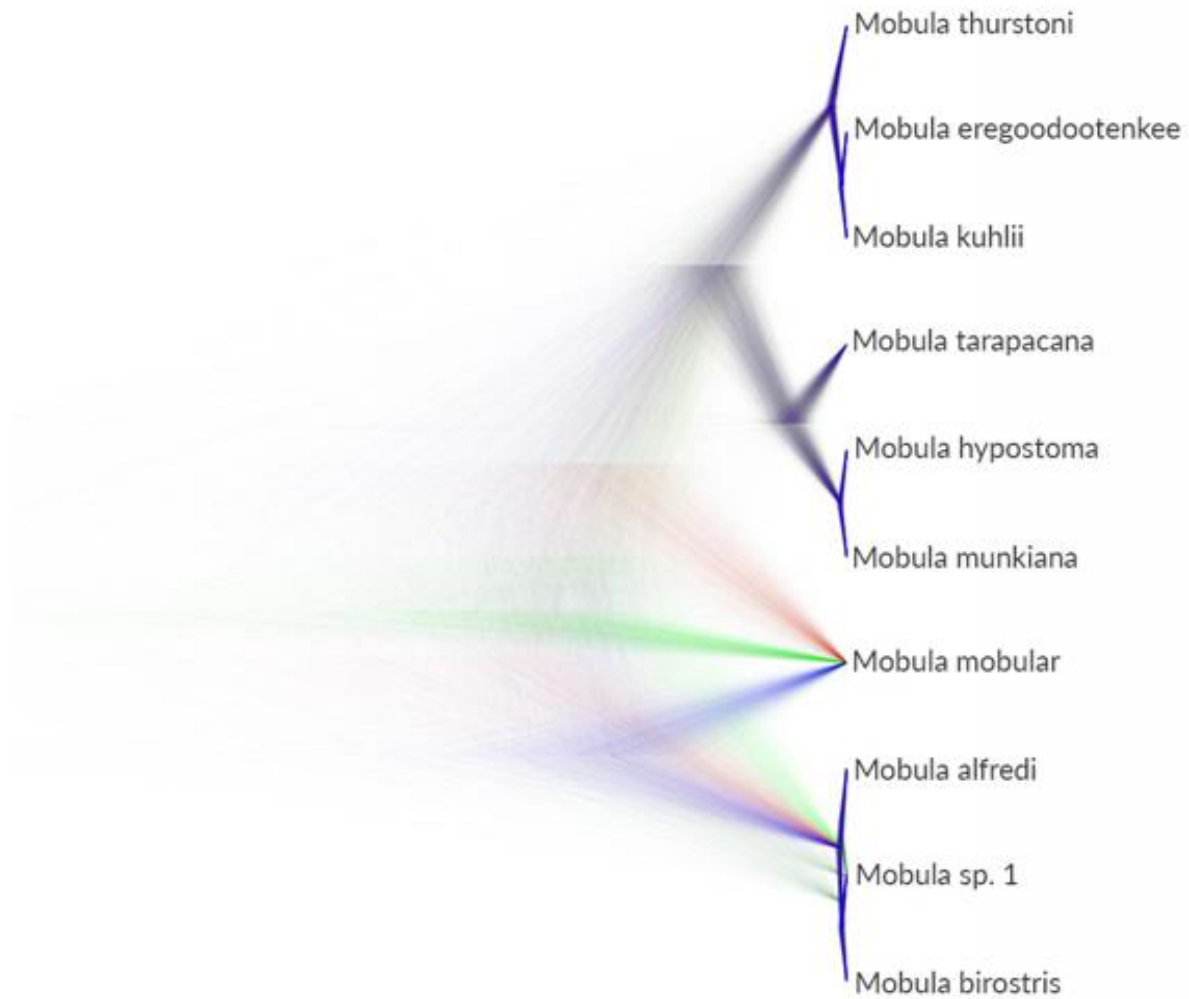 Mobula thurstoni
Mobula eregoodootenkee
Mobula kuhlii
Mobula tarapacana
Mobula hypostoma
Mobula munkiana
Mobula mobular
Mobula alfredi
Mobula sp. 1
Mobula birostris